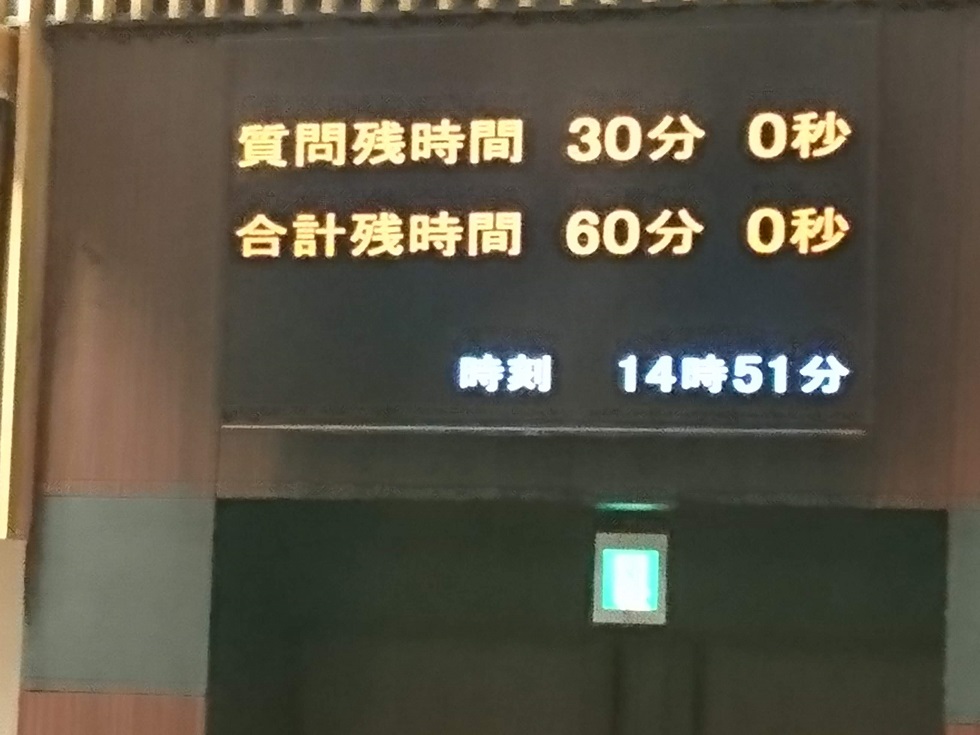 質問残時間 30分 0秒
合計残時間 60分 0秒
時刻 14時51分